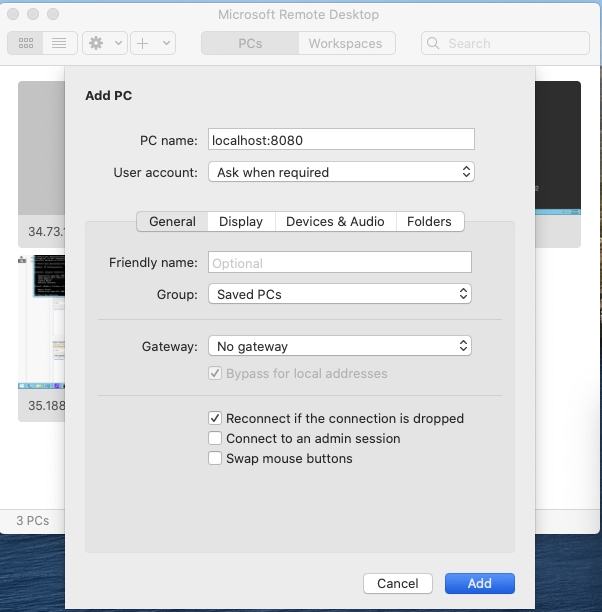 Microsoft Remote Desktop
PCs
Workspaces
Search
Add PC
PC name:
localhost:8080
User account:
Ask when required
General
Display
Devices & Audio
Folders
34.73.1
Friendly name:
Optional
Group:
Saved PCs
Gateway:
No gateway
Bypass for local addresses
35.188
Reconnect if the connection is dropped
Connect to an admin session
Swap mouse buttons
3 PCs
Cancel
Add